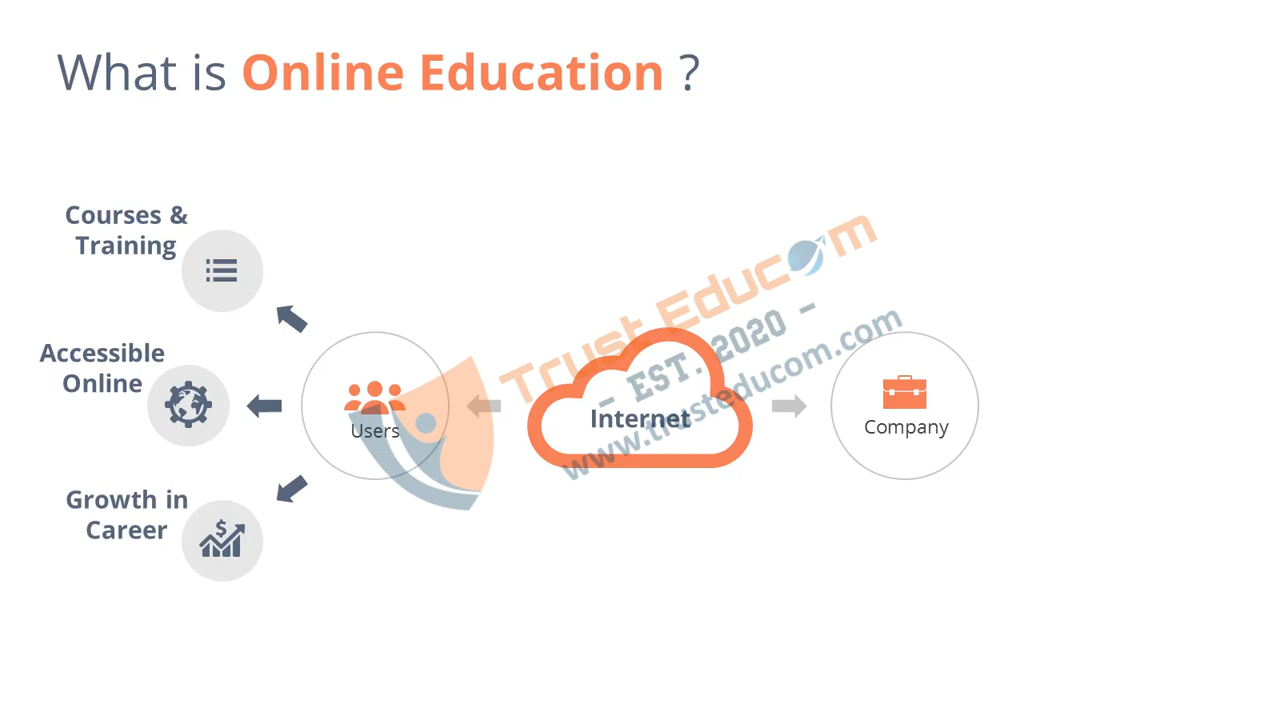 What is Online Education ?
Courses &
Training
Accessible
Online
Growth in
Career
Users
Internet
Company
Trust Educom
- EST. 2020 -
www.trusteducom.com
$